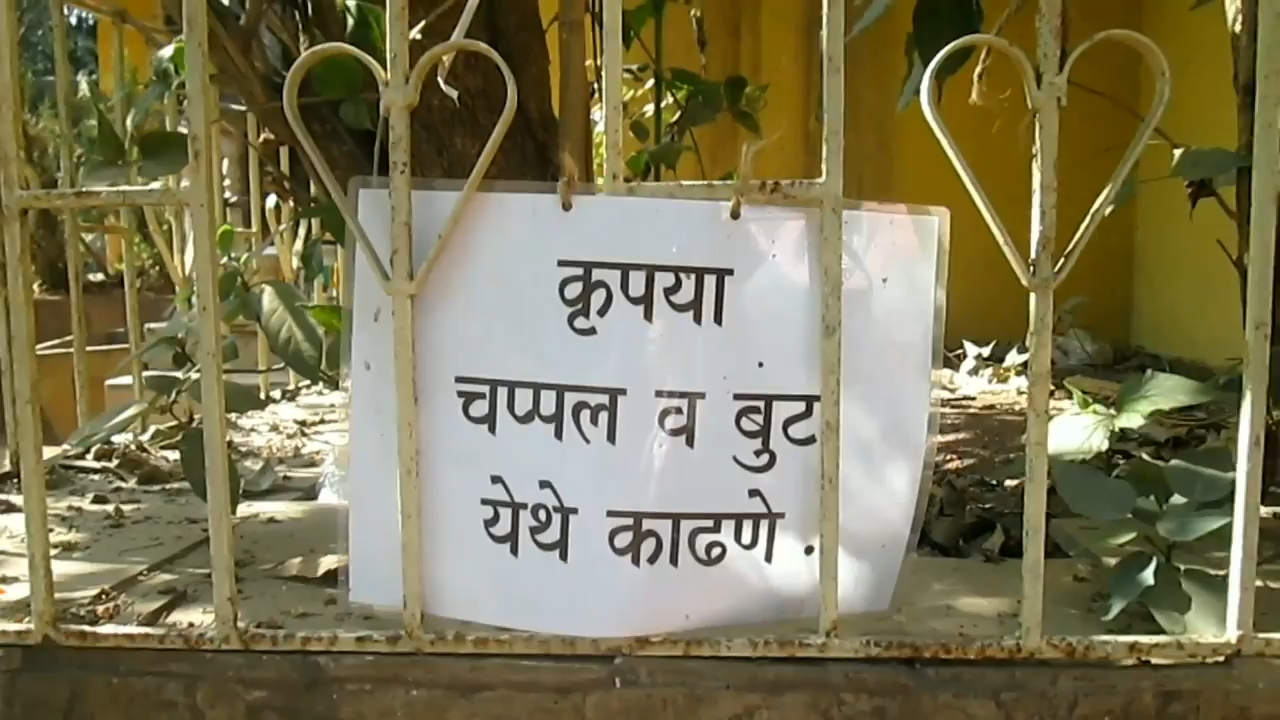 कृपया
चप्पल व बुंट
येथे काढणे .